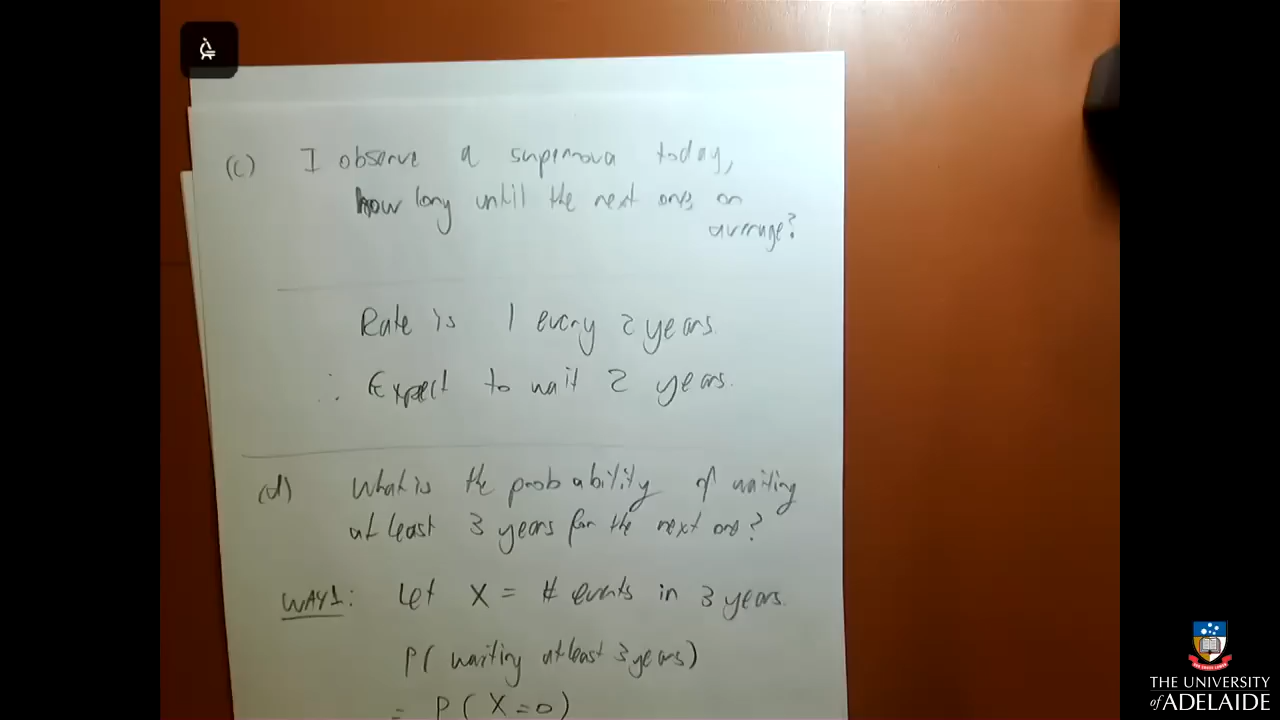 (c) I observe a supernova today,
how long until the next one, on
average?
Rate is 1 every 2 years.
∴ Expect to wait 2 years.
(d) What is the probability of waiting
at least 3 years for the next one?
WAY 1: Let X = # events in 3 years.
P( waiting at least 3 years)
= P( X = 0)
THE UNIVERSITY
of ADELAIDE